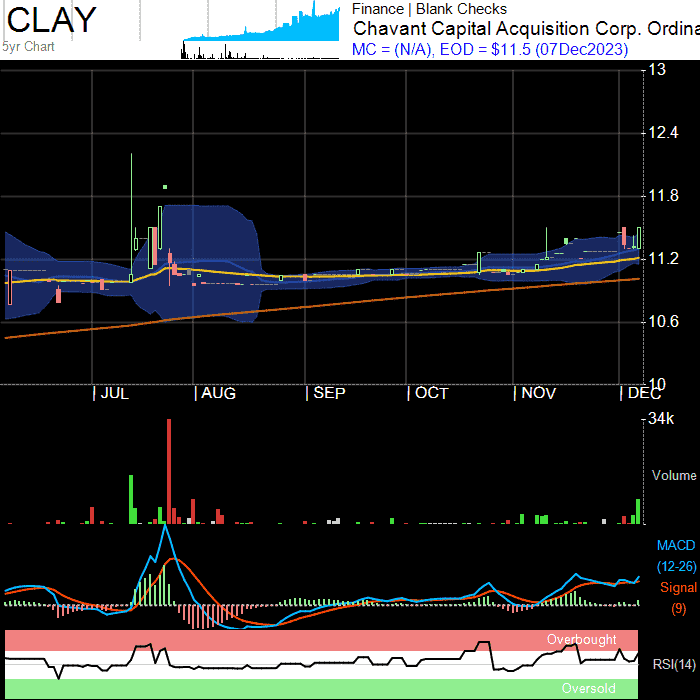 CLAY
5yr Chart
Finance | Blank Checks
Chavant Capital Acquisition Corp. Ordina
MC = (N/A), EOD = $11.5 (07Dec2023)
13
12.4
11.8
11.2
10.6
10
JUL AUG SEP OCT NOV DEC
34k
Volume
MACD
(12-26)
Signal
(9)
Overbought
RSI(14)
Oversold